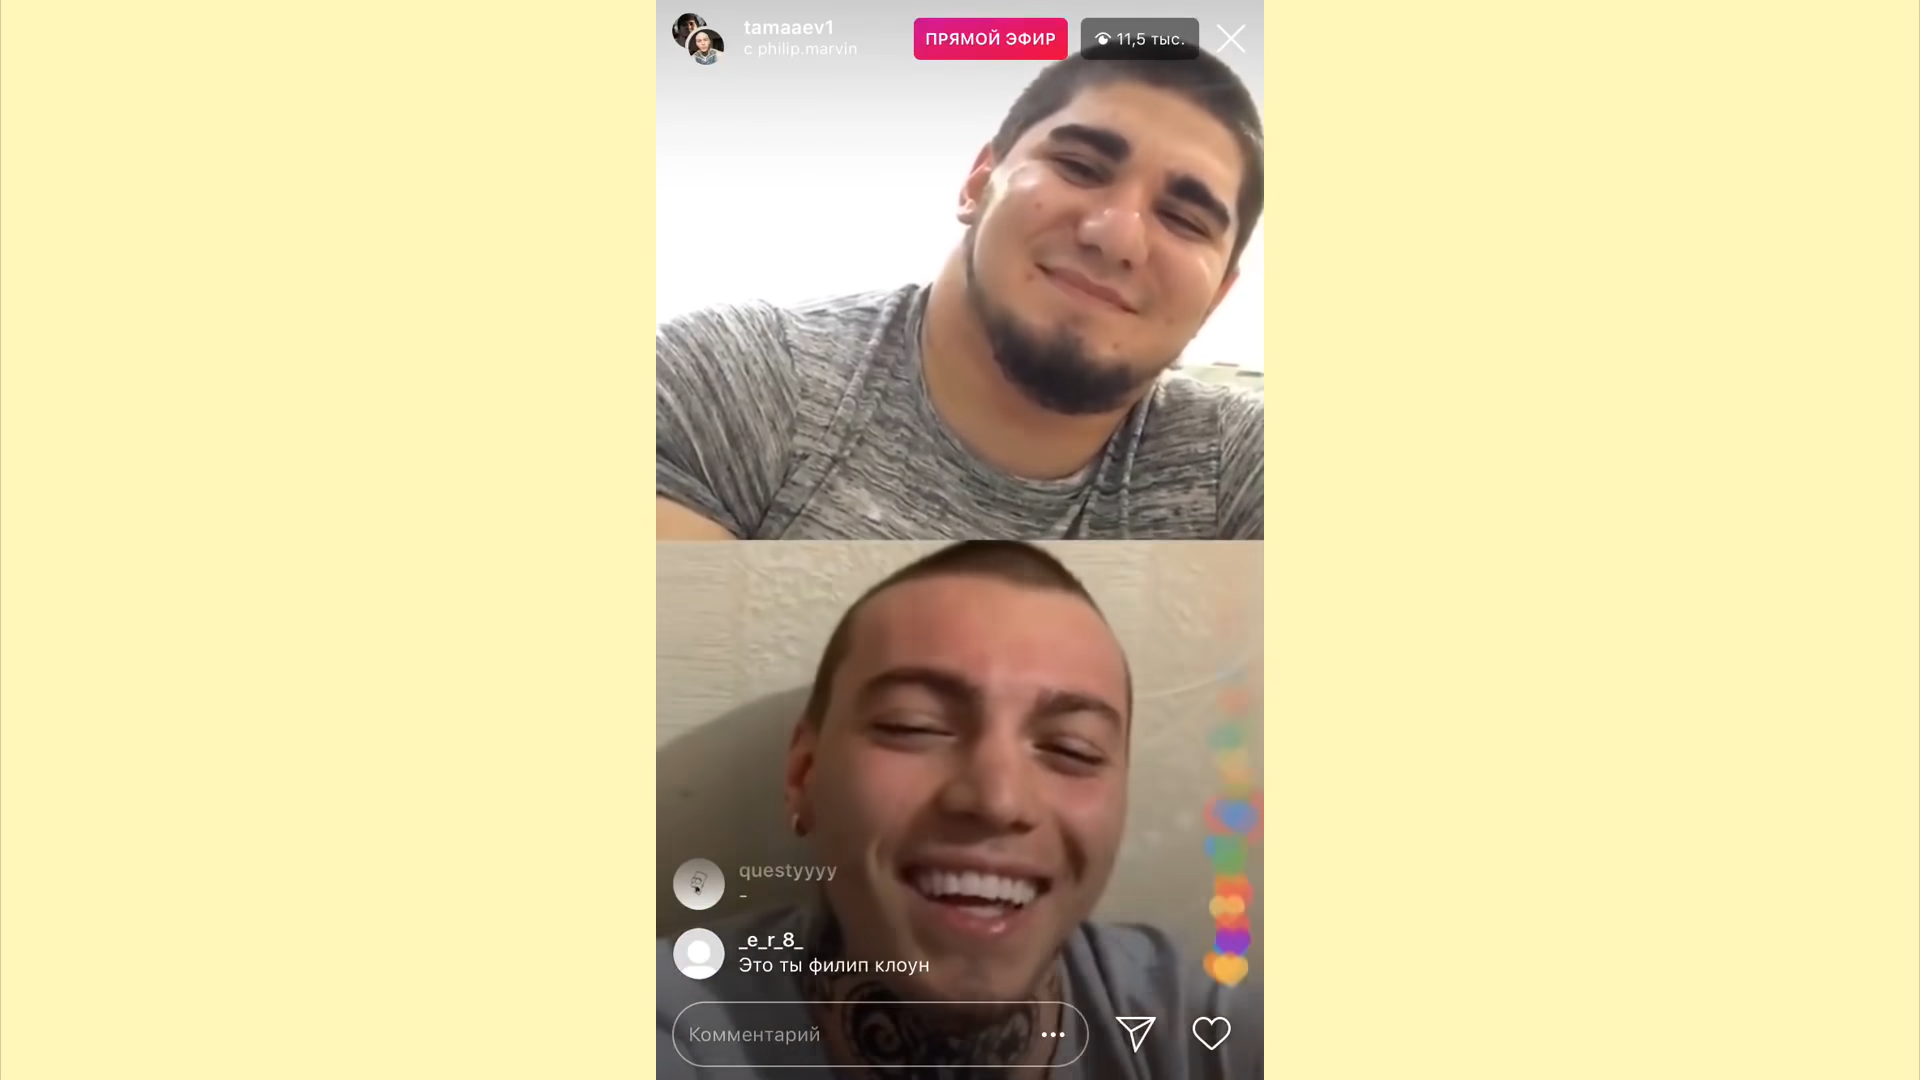 tamaaev1
с philip.marvin
ПРЯМОЙ ЭФИР
11,5 тыс.
questyyyy
-
_e_r_8_
Это ты филип клоун
Комментарий